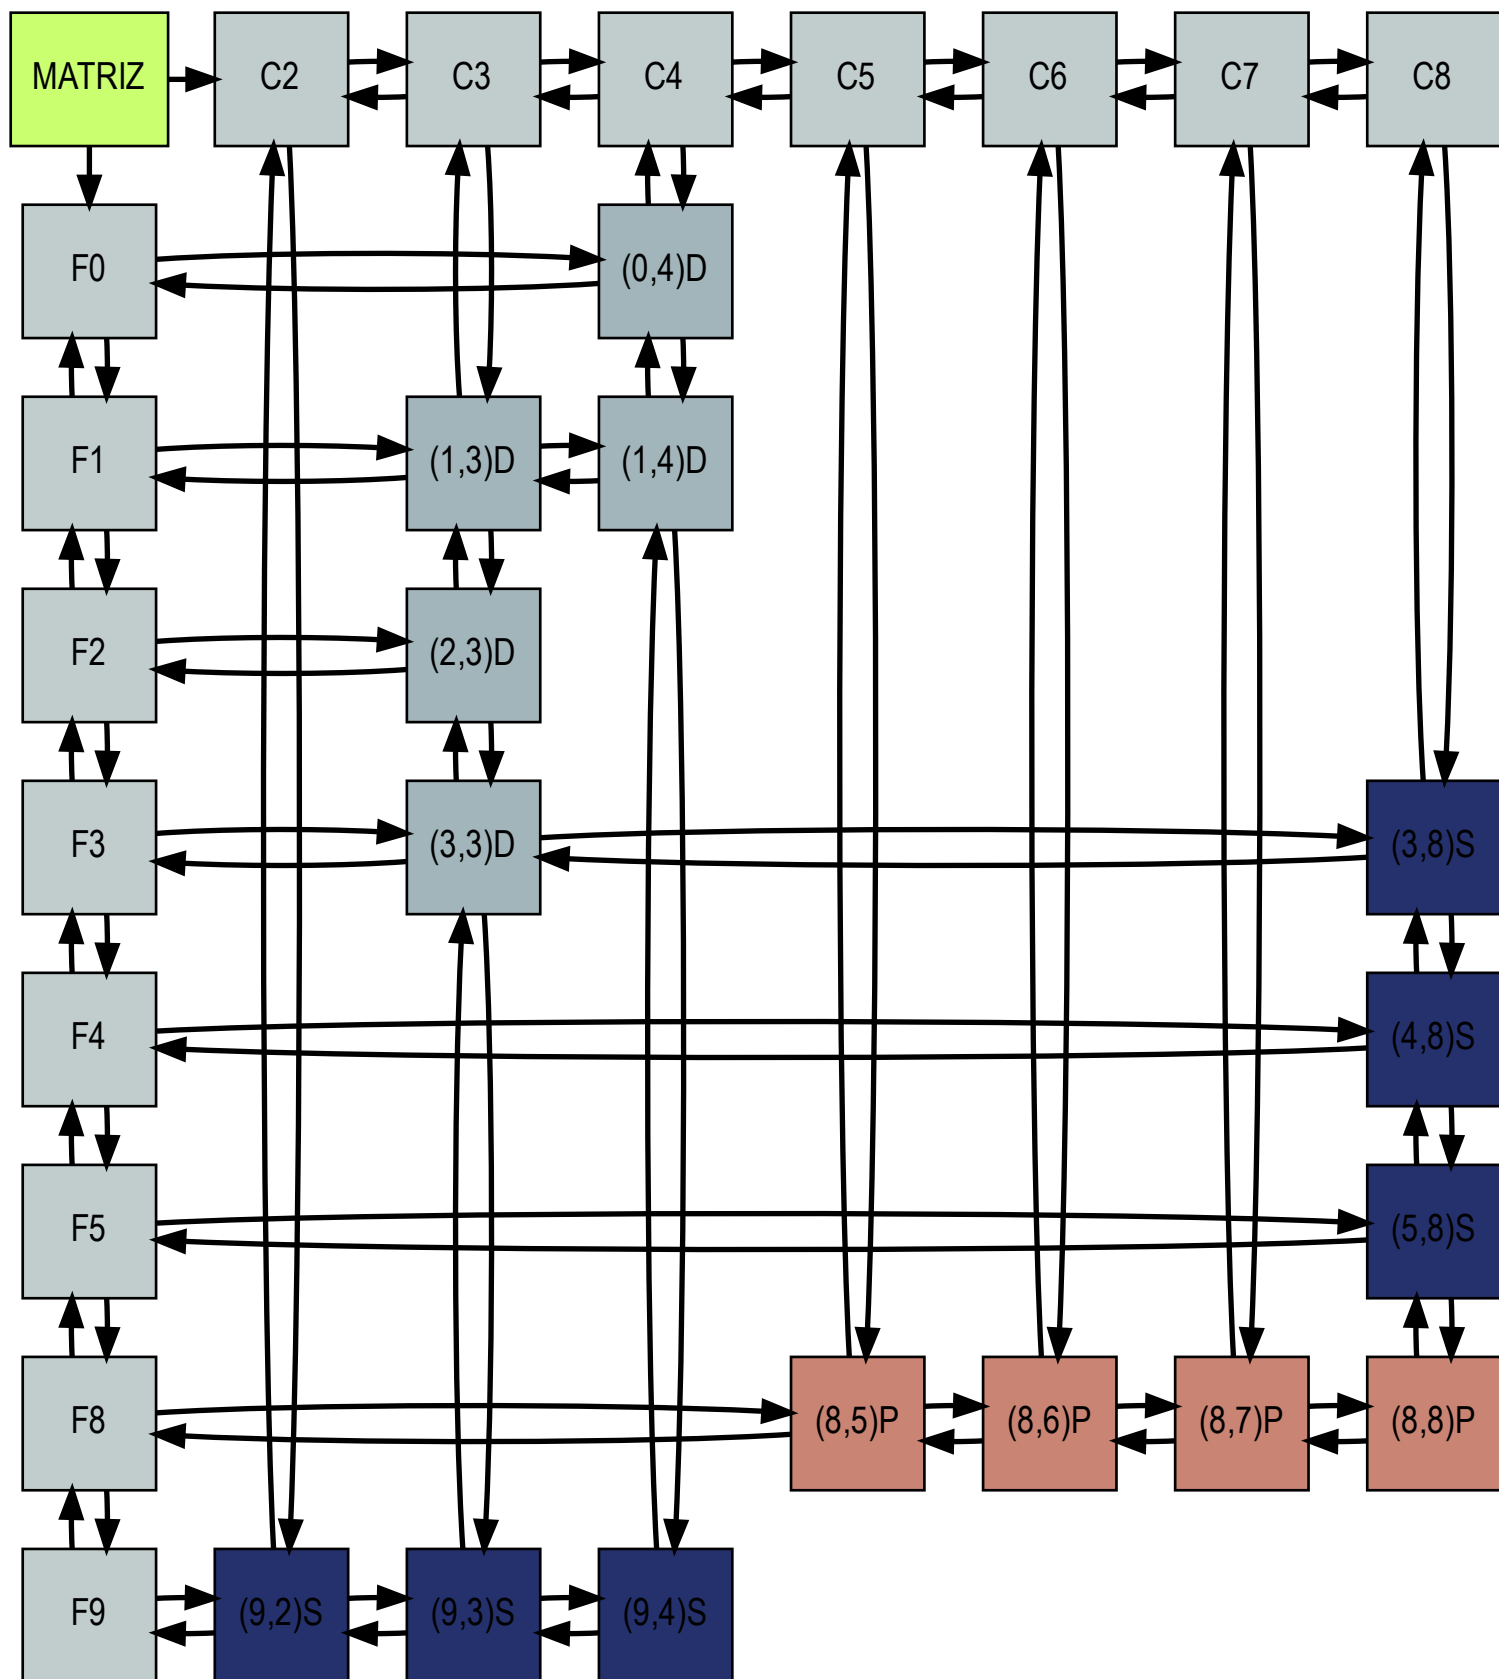 MATRIZ C2 C3 C4 C5 C6 C7 C8
F0 (0,4)D
F1 (1,3)D (1,4)D
F2 (2,3)D
F3 (3,3)D (3,8)S
F4 (4,8)S
F5 (5,8)S
F8 (8,5)P (8,6)P (8,7)P (8,8)P
F9 (9,2)S (9,3)S (9,4)S